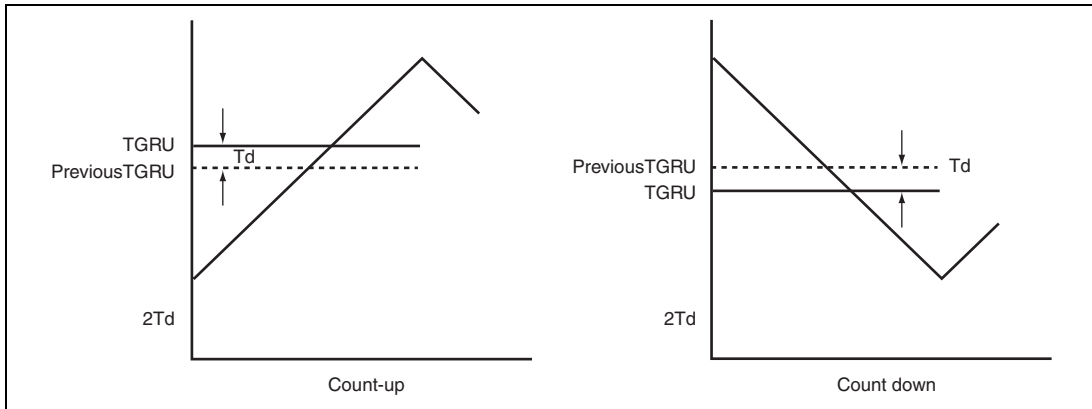 TGRU
Td
PreviousTGRU
2Td
Count-up
PreviousTGRU
Td
TGRU
2Td
Count down